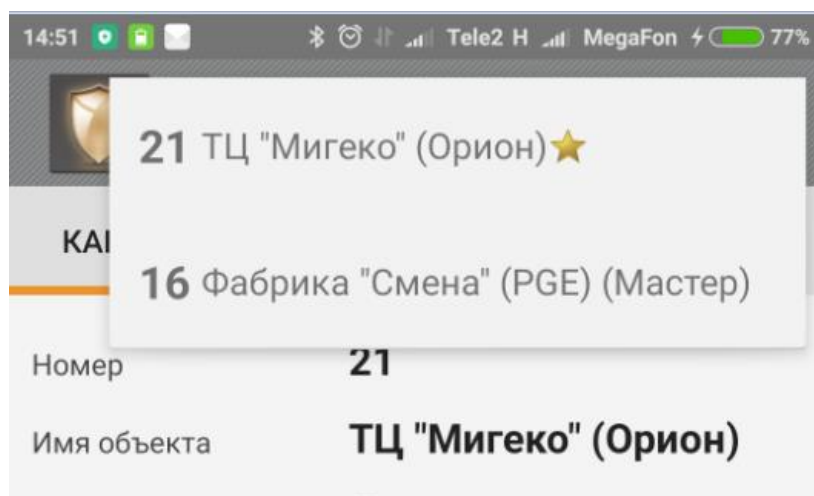 14:51 Tele2 H MegaFon 77%
21 ТЦ "Мигеко" (Орион)
КА
16 Фабрика "Смена" (PGE) (Мастер)
Номер 21
Имя объекта ТЦ "Мигеко" (Орион)